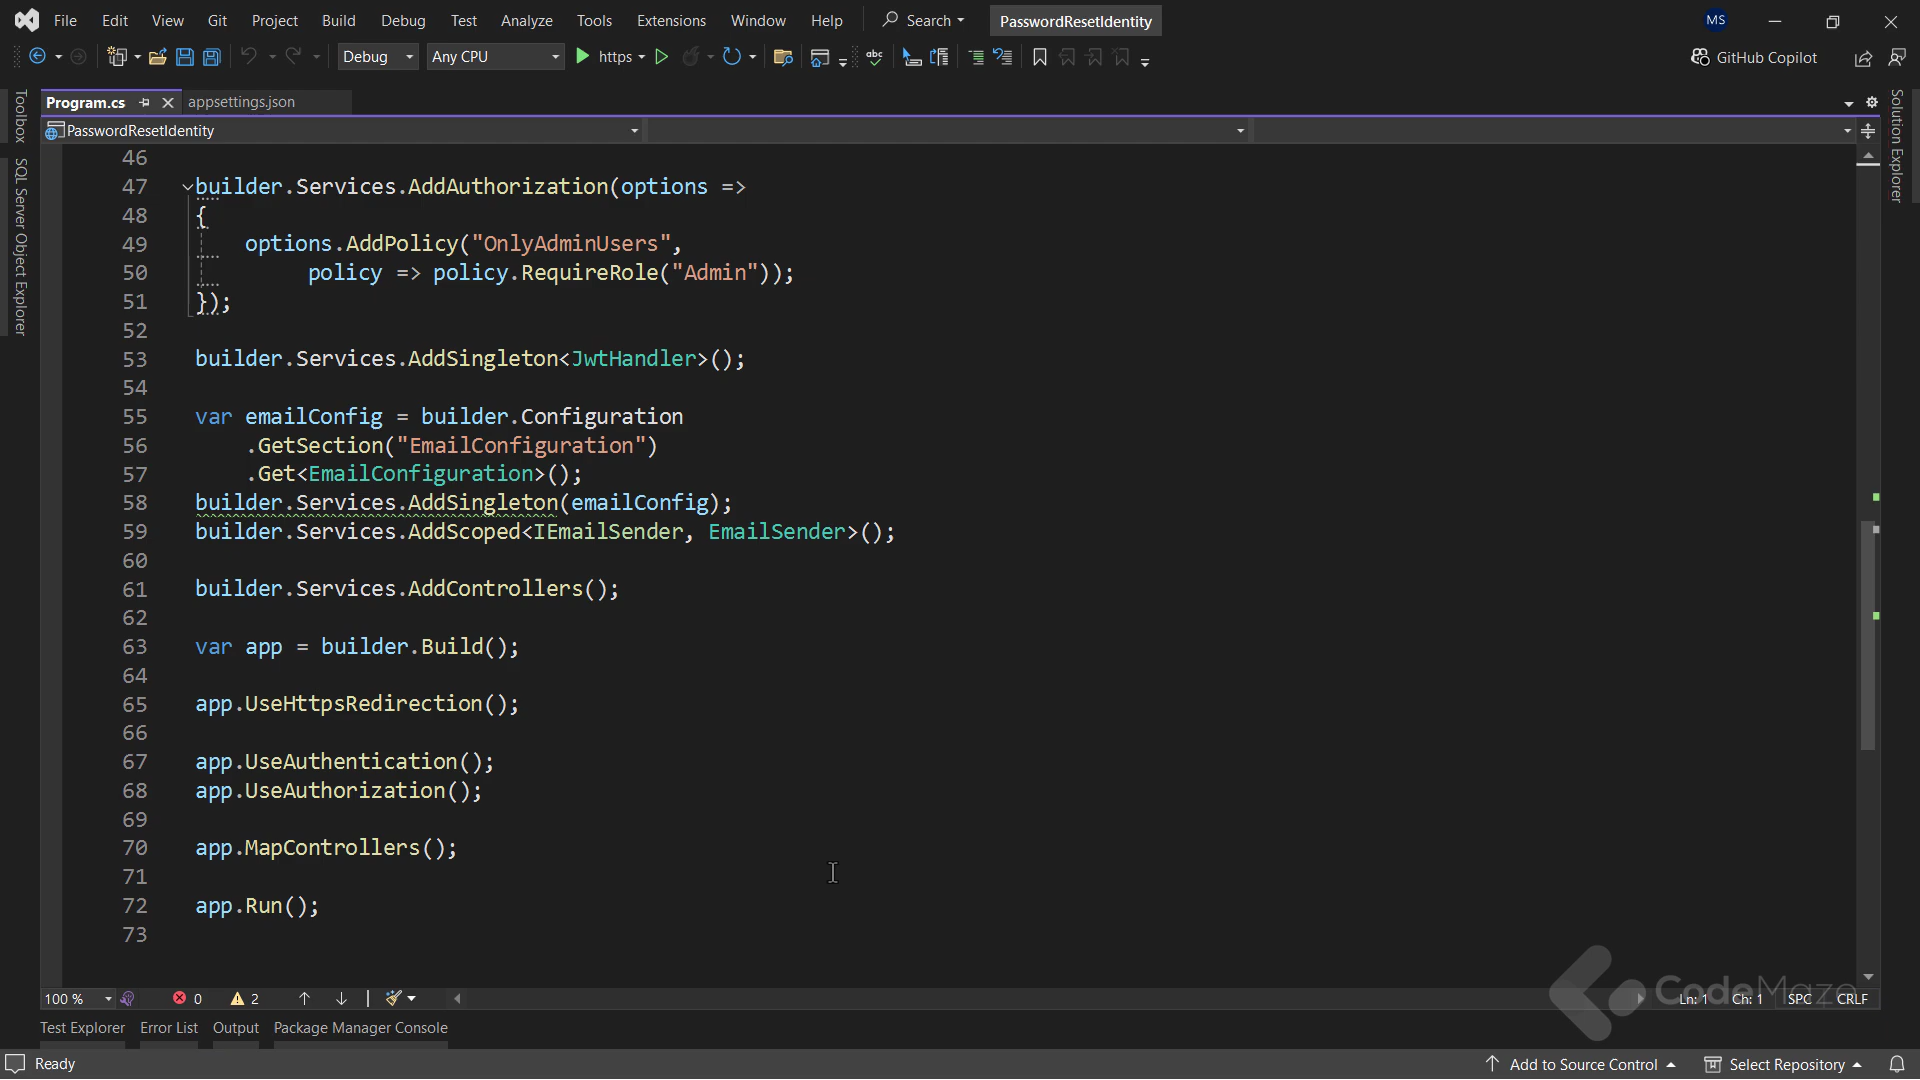 File Edit View Git Project Build Debug Test Analyze Tools Extensions Window Help Search PasswordResetIdentity MS
Debug Any CPU https abc GitHub Copilot
Toolbox
SQL Server Object Explorer
Solution Explorer
Program.cs appsettings.json
PasswordResetIdentity
46
47 builder.Services.AddAuthorization(options =>
48 {
49 options.AddPolicy("OnlyAdminUsers",
50 policy => policy.RequireRole("Admin"));
51 });
52
53 builder.Services.AddSingleton<JwtHandler>();
54
55 var emailConfig = builder.Configuration
56 .GetSection("EmailConfiguration")
57 .Get<EmailConfiguration>();
58 builder.Services.AddSingleton(emailConfig);
59 builder.Services.AddScoped<IEmailSender, EmailSender>();
60
61 builder.Services.AddControllers();
62
63 var app = builder.Build();
64
65 app.UseHttpsRedirection();
66
67 app.UseAuthentication();
68 app.UseAuthorization();
69
70 app.MapControllers();
71
72 app.Run();
73
CodeMaze
100 % 0 2 Ln: 1 Ch: 1 SPC CRLF
Test Explorer Error List Output Package Manager Console
Ready Add to Source Control Select Repository